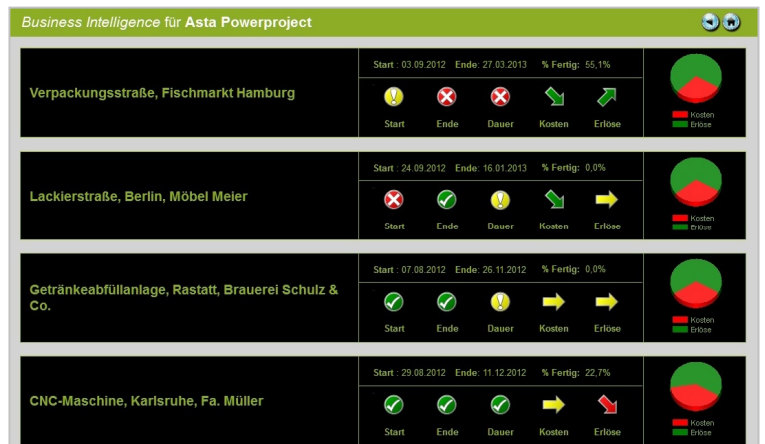 Business Intelligence für Asta Powerproject
Verpackungsstraße, Fischmarkt Hamburg
Start : 03.09.2012 Ende: 27.03.2013 % Fertig: 55,1%
Start Ende Dauer Kosten Erlöse
Kosten
Erlöse
Lackierstraße, Berlin, Möbel Meier
Start : 24.09.2012 Ende: 16.01.2013 % Fertig: 0,0%
Start Ende Dauer Kosten Erlöse
Kosten
Erlöse
Getränkeabfüllanlage, Rastatt, Brauerei Schulz &
Co.
Start : 07.08.2012 Ende: 26.11.2012 % Fertig: 0,0%
Start Ende Dauer Kosten Erlöse
Kosten
Erlöse
CNC-Maschine, Karlsruhe, Fa. Müller
Start : 29.08.2012 Ende: 11.12.2012 % Fertig: 22,7%
Start Ende Dauer Kosten Erlöse
Kosten
Erlöse